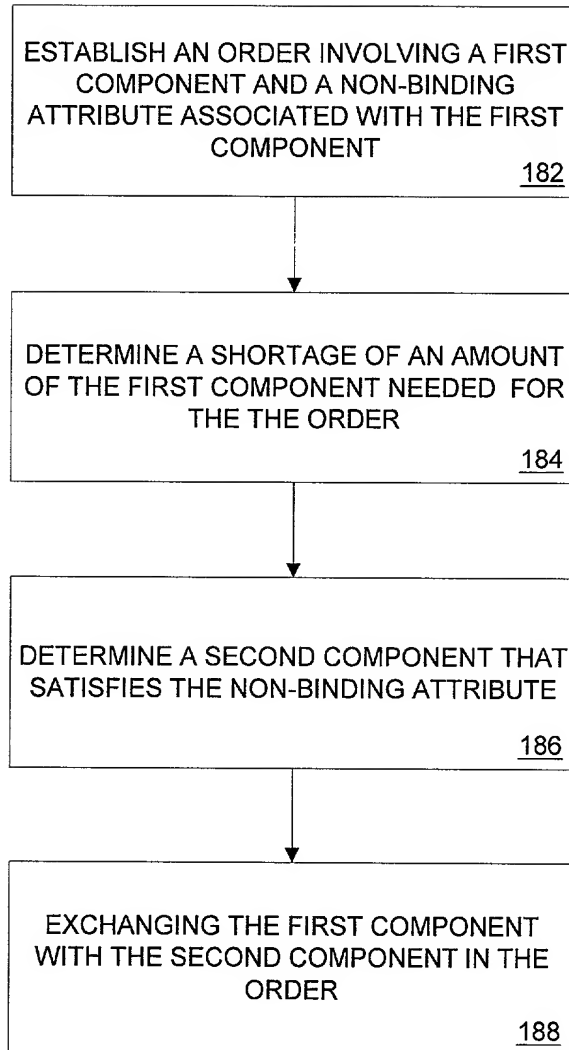 ESTABLISH AN ORDER INVOLVING A FIRST
COMPONENT AND A NON-BINDING
ATTRIBUTE ASSOCIATED WITH THE FIRST
COMPONENT
182
DETERMINE A SHORTAGE OF AN AMOUNT
OF THE FIRST COMPONENT NEEDED FOR
THE THE ORDER
184
DETERMINE A SECOND COMPONENT THAT
SATISFIES THE NON-BINDING ATTRIBUTE
186
EXCHANGING THE FIRST COMPONENT
WITH THE SECOND COMPONENT IN THE
ORDER
188